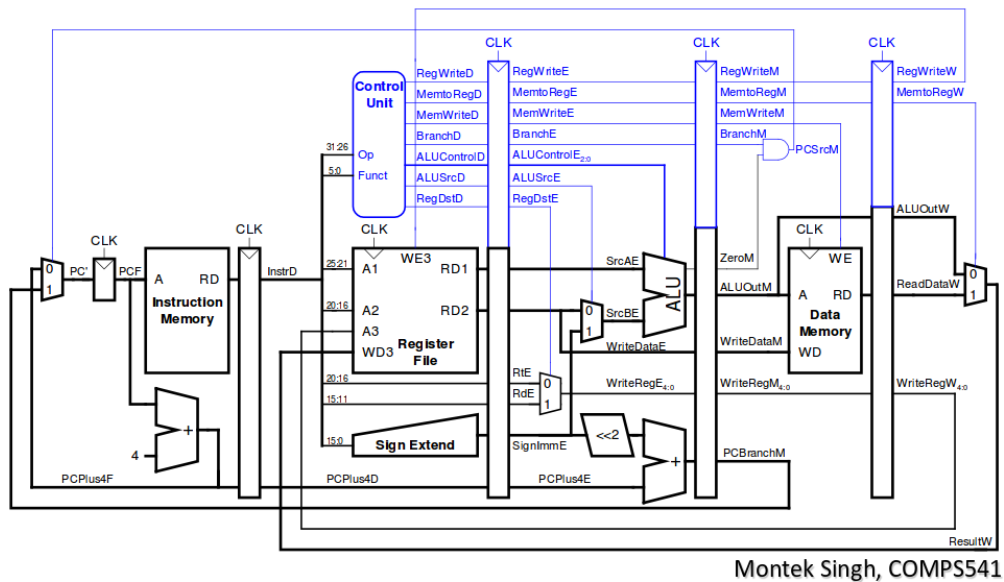 CLK CLK CLK
RegWriteD RegWriteE RegWriteM RegWriteW
Control Unit
MemtoRegD MemtoRegE MemtoRegM MemtoRegW
MemWriteD MemWriteE MemWriteM
BranchD BranchE BranchM
PCSrcM
31:26 Op
ALUControlD ALUControlE2:0
5:0 Funct
ALUSrcD ALUSrcE
RegDstD RegDstE
ALUOutW
CLK CLK CLK CLK
WE3 WE
0 1 PC' PCF
A RD
Instruction Memory
InstrD
25:21 A1 RD1
SrcAE
ALU
ZeroM
ALUOutM
A RD
Data Memory
WD
ReadDataW
0 1
20:16 A2 RD2
0 1 SrcBE
A3
WD3
Register File
WriteDataE WriteDataM
20:16 RtE 0
15:11 RdE 1
WriteRegE4:0 WriteRegM4:0 WriteRegW4:0
+
4
15:0 Sign Extend
SignImmE
<<2
+
PCBranchM
PCPlus4F PCPlus4D PCPlus4E
ResultW
Montek Singh, COMPS541